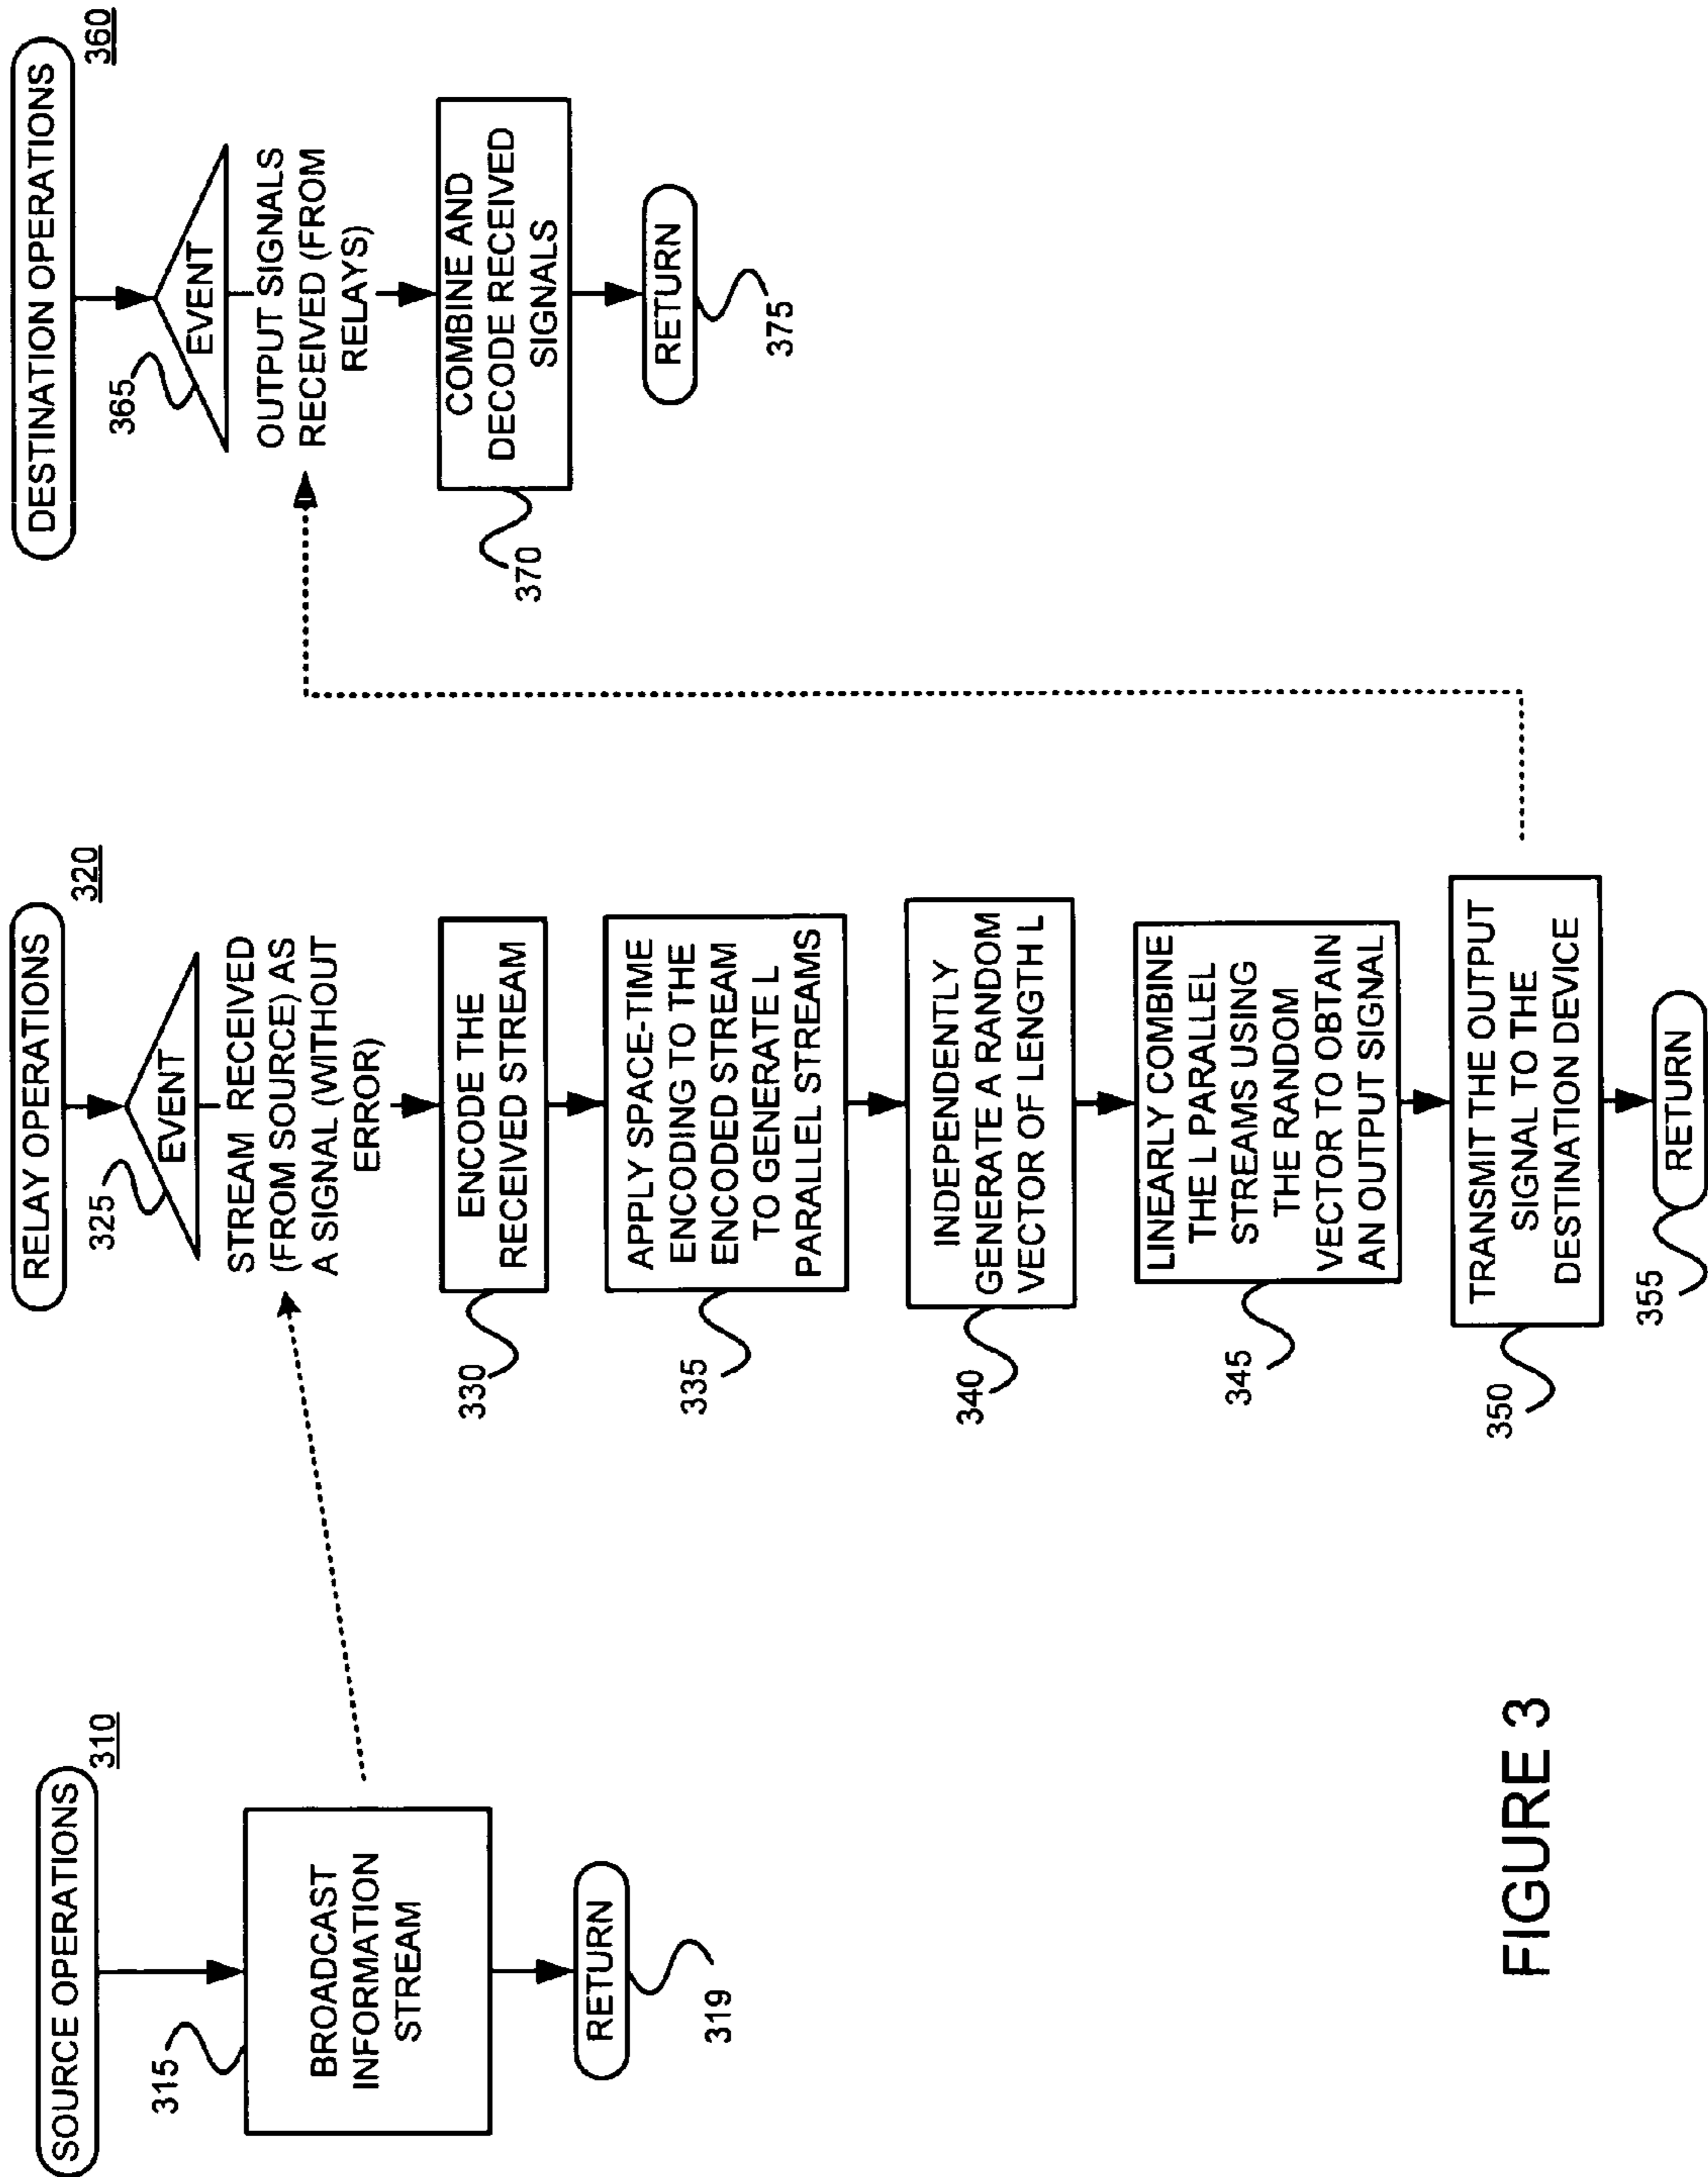 SOURCE OPERATIONS
310
315
BROADCAST
INFORMATION
STREAM
RETURN
319
RELAY OPERATIONS
320
325
EVENT
STREAM RECEIVED
(FROM SOURCE) AS
A SIGNAL (WITHOUT
ERROR)
330
ENCODE THE
RECEIVED STREAM
335
APPLY SPACE-TIME
ENCODING TO THE
ENCODED STREAM
TO GENERATE L
PARALLEL STREAMS
340
INDEPENDENTLY
GENERATE A RANDOM
VECTOR OF LENGTH L
345
LINEARLY COMBINE
THE L PARALLEL
STREAMS USING
THE RANDOM
VECTOR TO OBTAIN
AN OUTPUT SIGNAL
350
TRANSMIT THE OUTPUT
SIGNAL TO THE
DESTINATION DEVICE
355
RETURN
DESTINATION OPERATIONS
360
365
EVENT
OUTPUT SIGNALS
RECEIVED (FROM
RELAYS)
370
COMBINE AND
DECODE RECEIVED
SIGNALS
RETURN
375
FIGURE 3